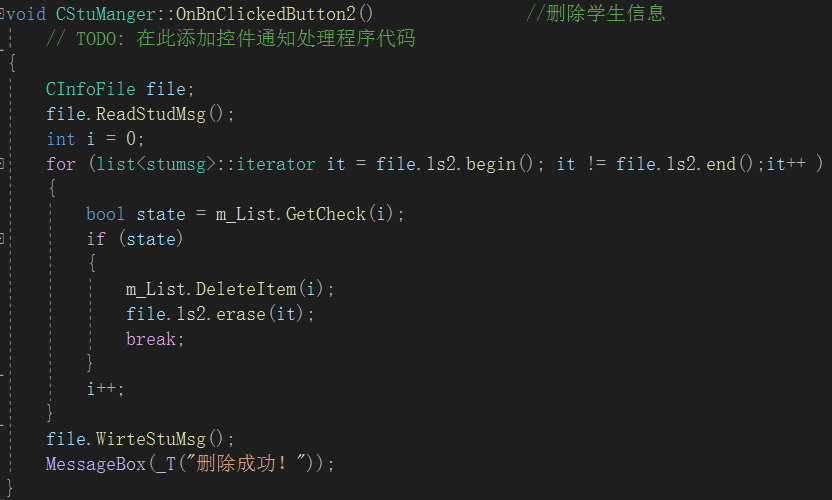 void CStuManger::OnBnClickedButton2() //删除学生信息
// TODO: 在此添加控件通知处理程序代码
{
CInfoFile file;
file.ReadStudMsg();
int i = 0;
for (list<stumsg>::iterator it = file.ls2.begin(); it != file.ls2.end();it++ )
{
bool state = m_List.GetCheck(i);
if (state)
{
m_List.DeleteItem(i);
file.ls2.erase(it);
break;
}
i++;
}
file.WirteStuMsg();
MessageBox(_T("删除成功！"));
}